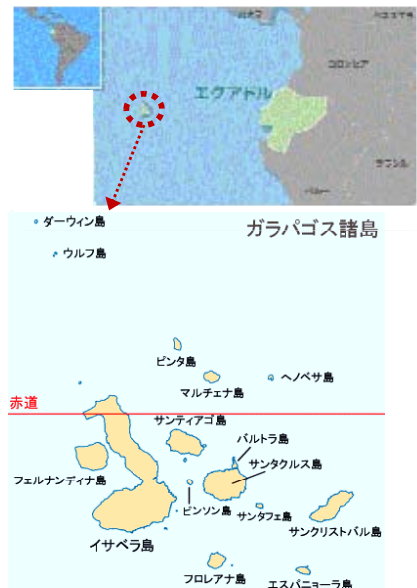 パナマ
ベネズエラ
コロンビア
エクアドル
ブラジル
ペルー
ガラパゴス諸島
ダーウィン島
ウルフ島
ピンタ島
マルチェナ島
ヘノベサ島
赤道
サンティアゴ島
バルトラ島
サンタクルス島
フェルナンディナ島
ピンソン島
サンタフェ島
サンクリストバル島
イサベラ島
フロレアナ島
エスパニョーラ島